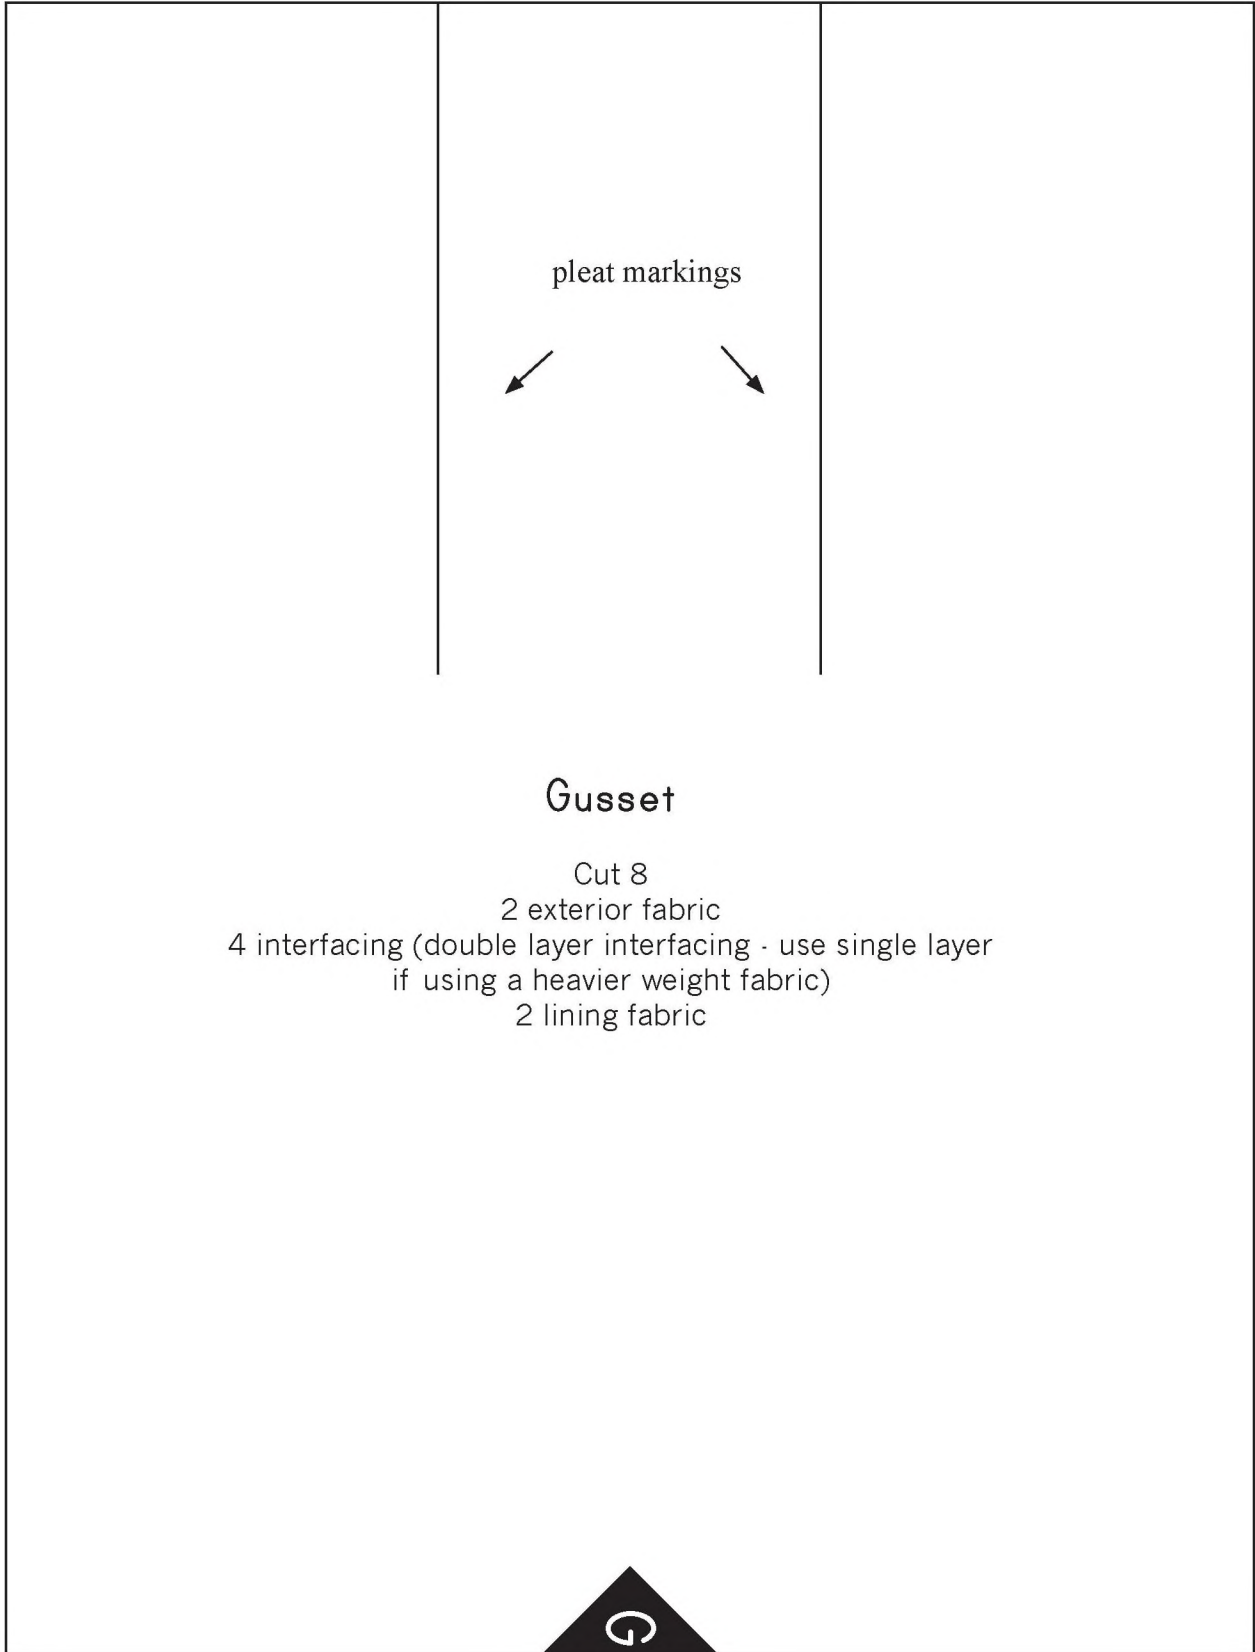 pleat markings
Gusset
Cut 8
2 exterior fabric
4 interfacing (double layer interfacing - use single layer
if using a heavier weight fabric)
2 lining fabric
G